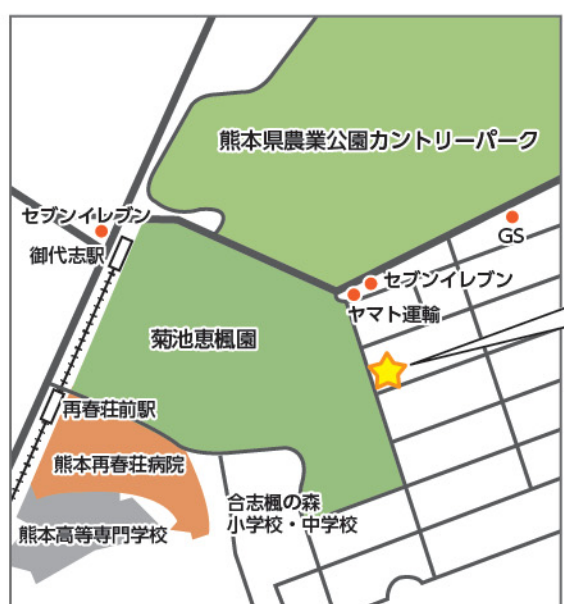 熊本県農業公園カントリーパーク
セブンイレブン
御代志駅
GS
セブンイレブン
ヤマト運輸
菊池恵楓園
再春荘前駅
熊本再春荘病院
合志楓の森
小学校・中学校
熊本高等専門学校